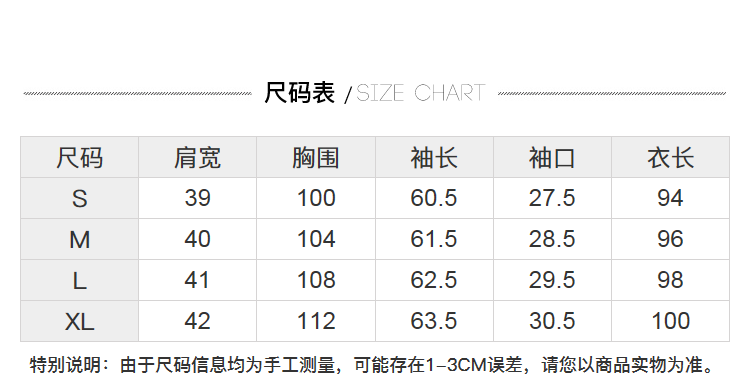 尺码表 /SIZE CHART
尺码 肩宽 胸围 袖长 袖口 衣长
S 39 100 60.5 27.5 94
M 40 104 61.5 28.5 96
L 41 108 62.5 29.5 98
XL 42 112 63.5 30.5 100
特别说明：由于尺码信息均为手工测量，可能存在1-3CM误差，请您以商品实物为准。